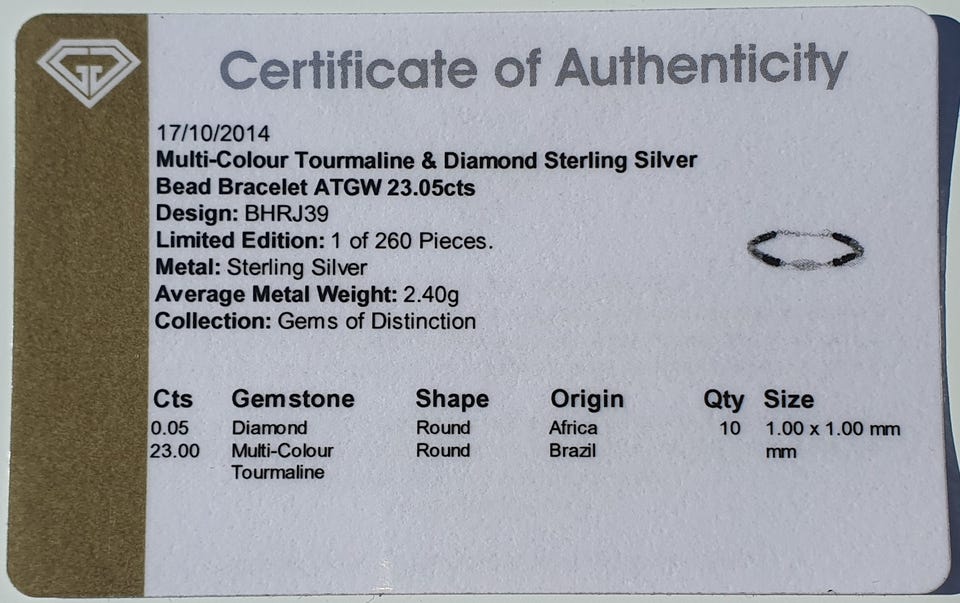 Certificate of Authenticity
17/10/2014
Multi-Colour Tourmaline & Diamond Sterling Silver
Bead Bracelet ATGW 23.05cts
Design: BHRJ39
Limited Edition: 1 of 260 Pieces.
Metal: Sterling Silver
Average Metal Weight: 2.40g
Collection: Gems of Distinction
Cts Gemstone Shape Origin Qty Size
0.05 Diamond Round Africa 10 1.00 x 1.00 mm
23.00 Multi-Colour Round Brazil mm
Tourmaline